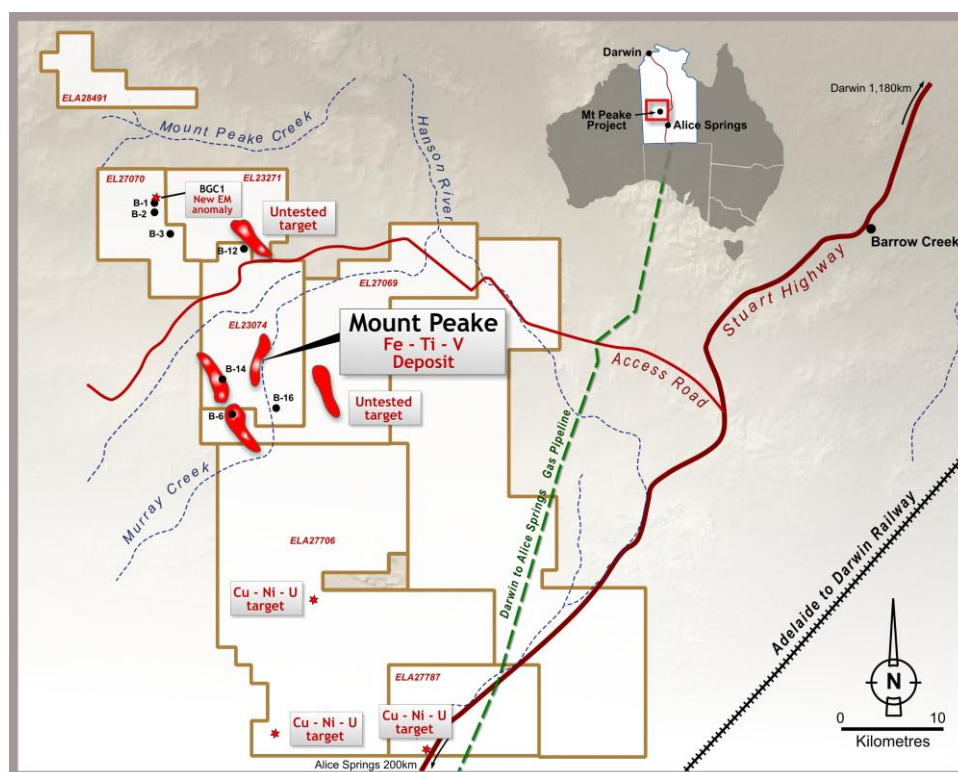 Darwin
Darwin 1,180km
ELA28491
Mt Peake
Project
Alice Springs
Mount Peake Creek
Hanson River
EL27070
EL23271
BGC1
New EM
anomaly
B-1
B-2
B-3
B-12
Untested
target
Barrow Creek
Stuart Highway
EL27069
EL23074
Mount Peake
Fe - Ti - V
Deposit
Access Road
B-14
B-16
B-6
Untested
target
Murray Creek
Darwin to Alice Springs Gas Pipeline
ELA27706
Adelaide to Darwin Railway
Cu - Ni - U
target
ELA27787
Cu - Ni - U
target
Cu - Ni - U
target
N
0 10
Kilometres
Alice Springs 200km